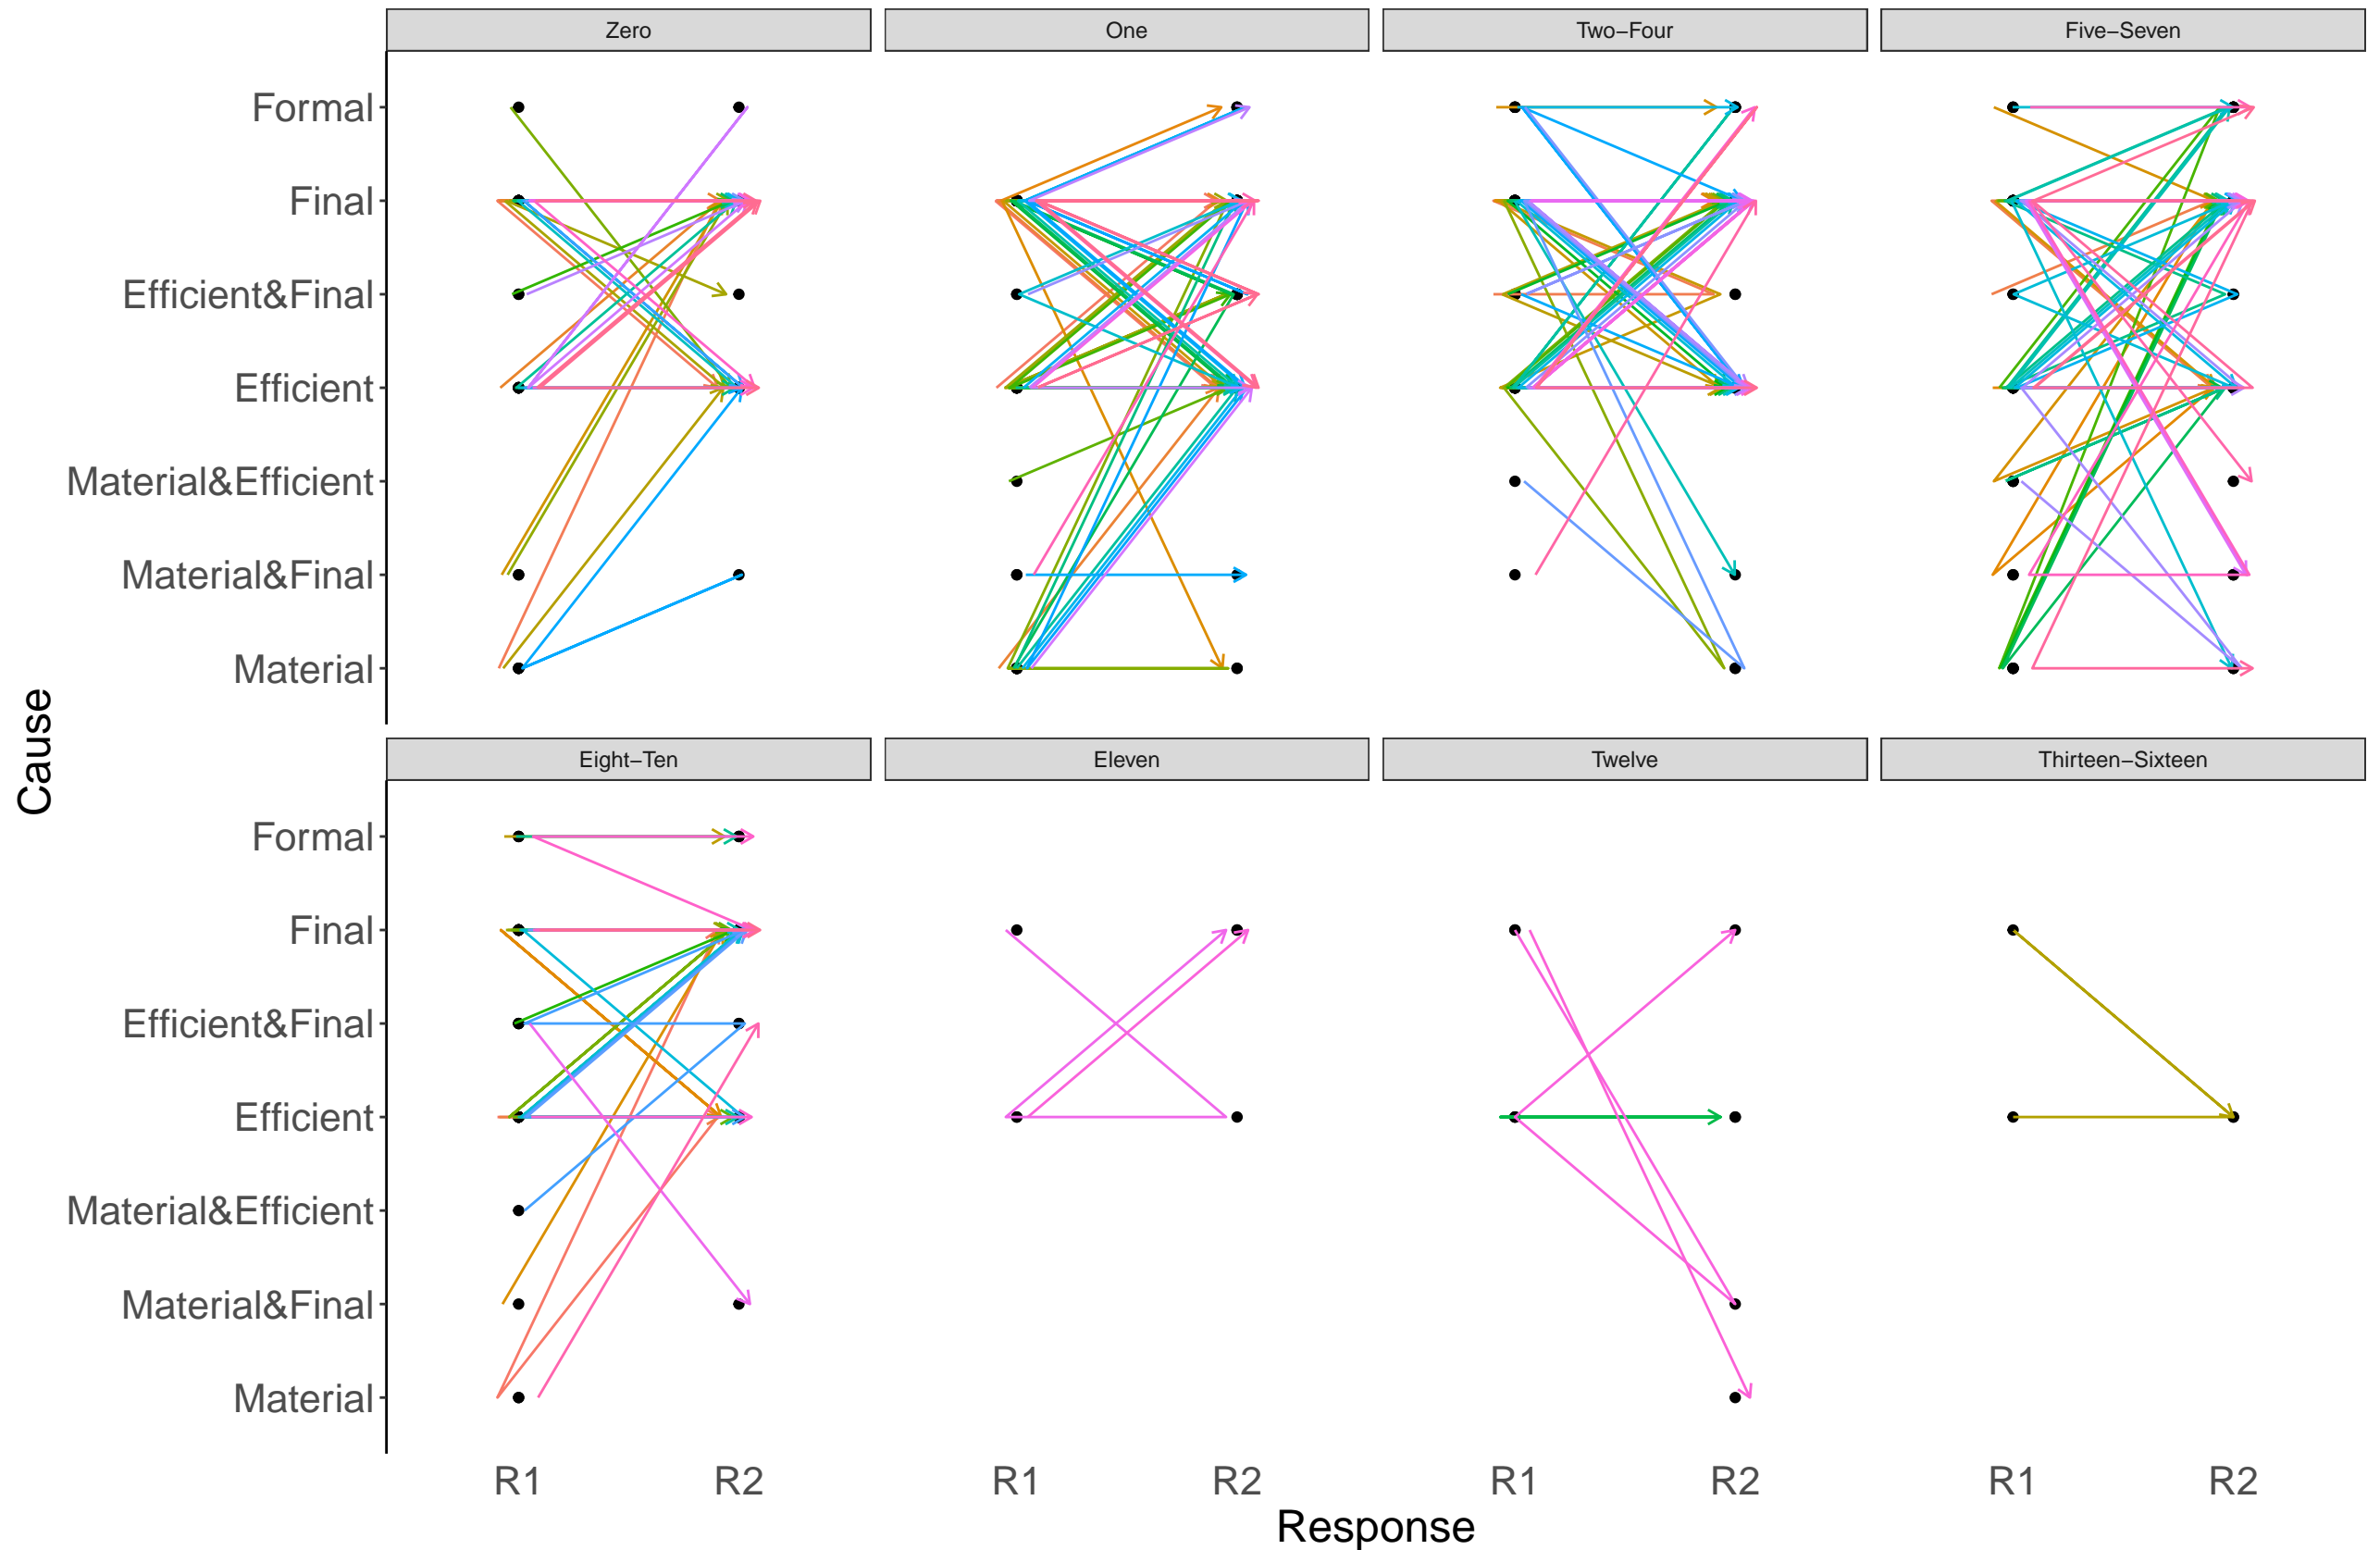 Zero One Two−Four Five−Seven
Formal
Final
Efficient&Final
Efficient
Material&Efficient
Material&Final
Material
Cause
Eight−Ten Eleven Twelve Thirteen−Sixteen
Formal
Final
Efficient&Final
Efficient
Material&Efficient
Material&Final
Material
R1 R2 R1 R2 R1 R2 R1 R2
Response